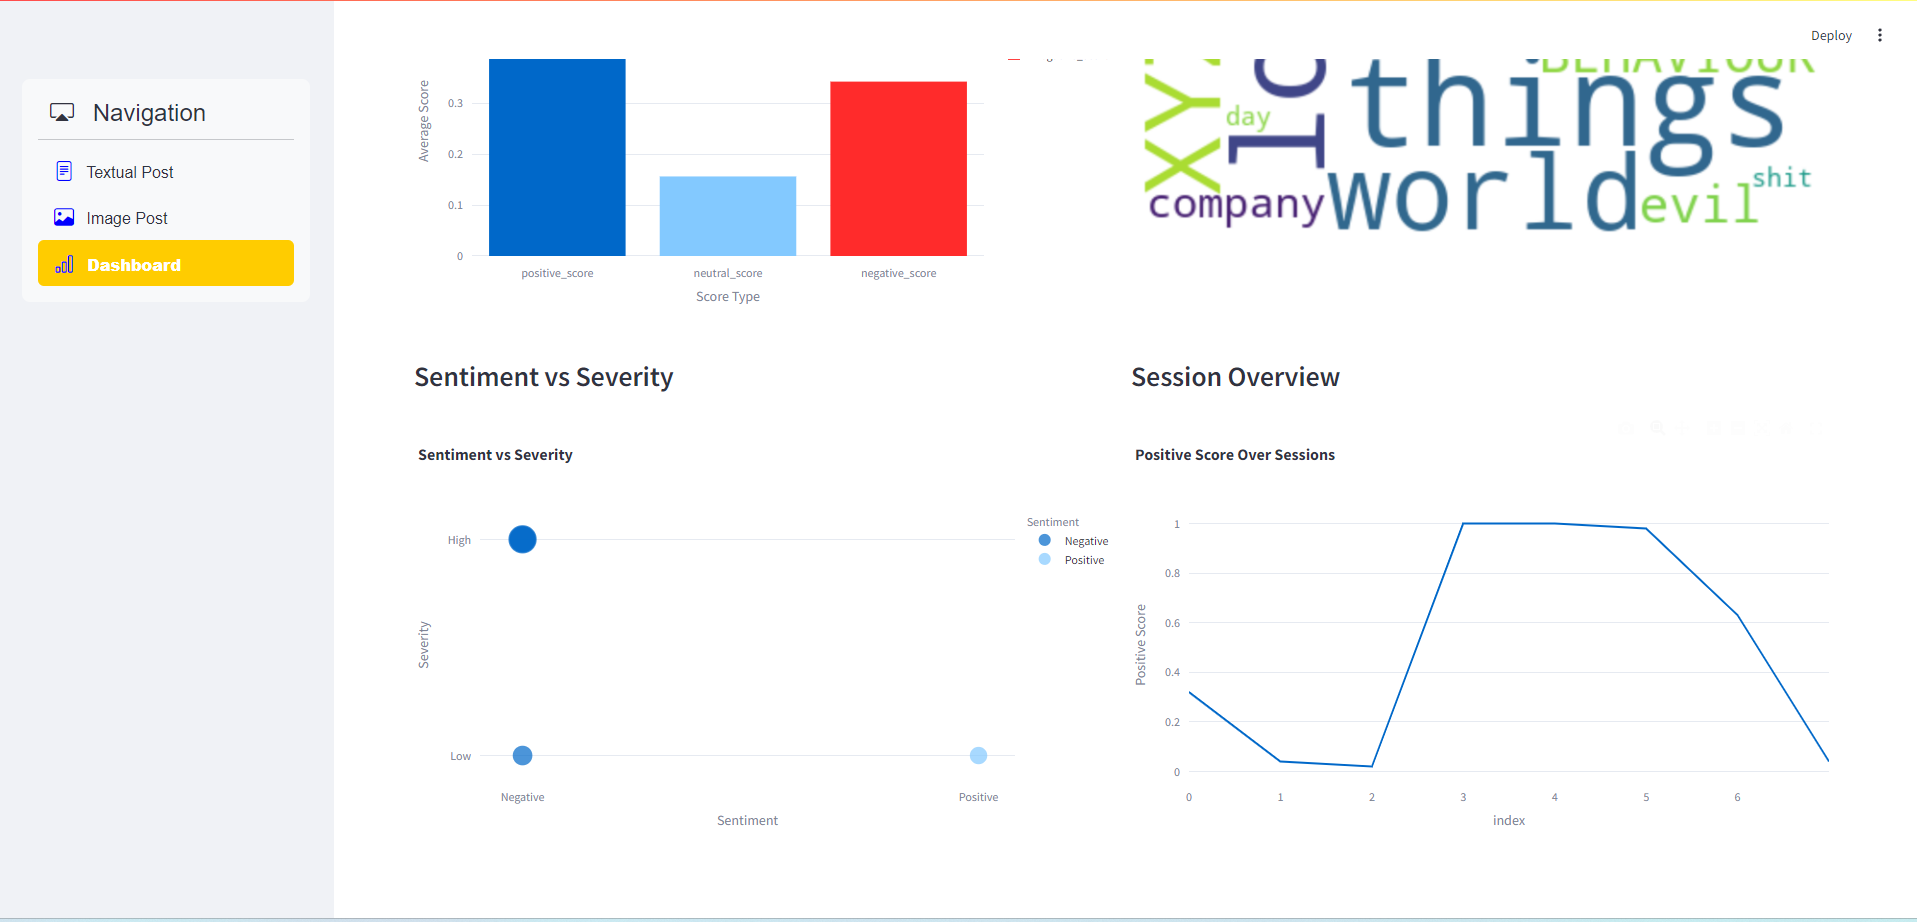 Deploy
Navigation
Textual Post
Image Post
Dashboard
Average Score
0.3
0.2
0.1
0
positive_score
neutral_score
negative_score
Score Type
XY
day
things
BEHAVIOUR
company
world
evil
shit
Sentiment vs Severity
Session Overview
Sentiment vs Severity
High
Low
Severity
Negative
Positive
Sentiment
Sentiment
Negative
Positive
Positive Score Over Sessions
1
0.8
0.6
0.4
0.2
0
Positive Score
0
1
2
3
4
5
6
index